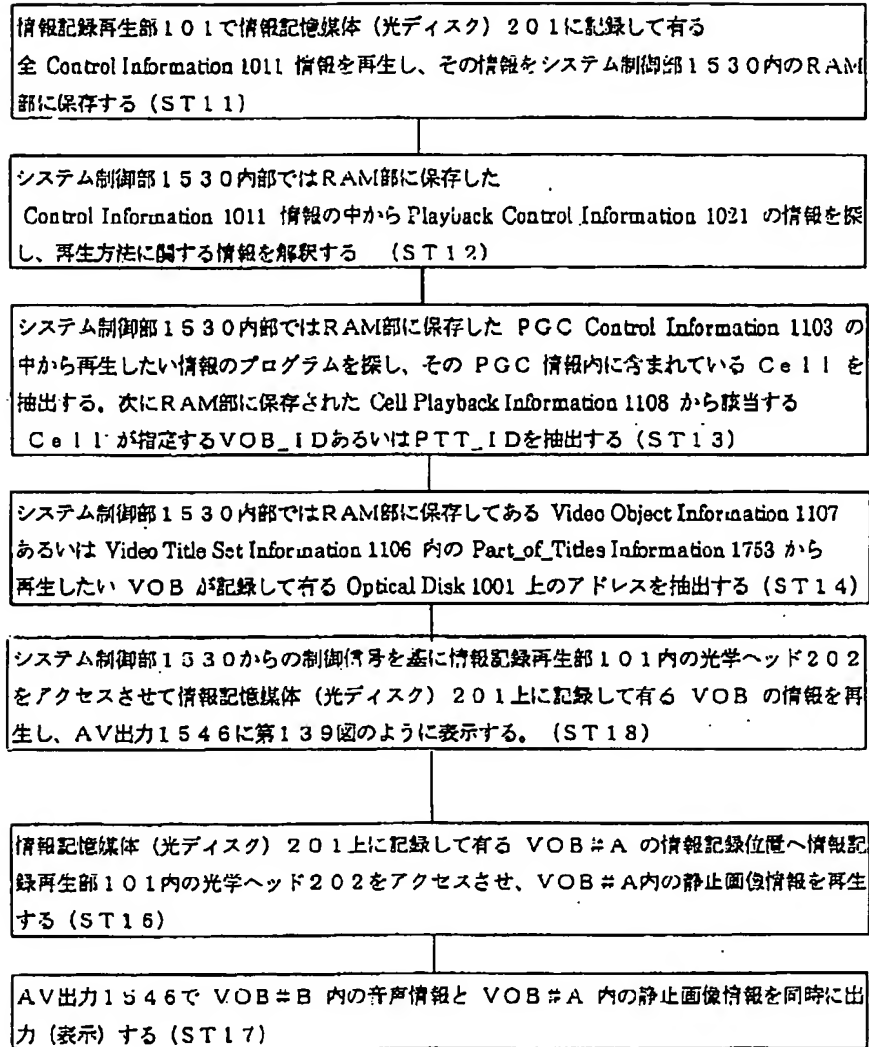 情報記録再生部101で情報記憶媒体（光ディスク）201に記録して有る
全 Control Information 1011 情報を再生し、その情報をシステム制御部1530内のRAM
部に保存する（ST11）
システム制御部1530内部ではRAM部に保存した
Control Information 1011 情報の中から Playback Control Information 1021 の情報を探
し、再生方法に関する情報を解釈する （ST12）
システム制御部1530内部ではRAM部に保存した PGC Control Information 1103 の
中から再生したい情報のプログラムを探し、その PGC 情報内に含まれている Cell を
抽出する。次にRAM部に保存された Cell Playback Information 1108 から該当する
Cell が指定するVOB_IDあるいはPTT_IDを抽出する（ST13）
システム制御部1530内部ではRAM部に保存してある Video Object Information 1107
あるいは Video Title Set Information 1106 内の Part_of_Titles Information 1753 から
再生したい VOB が記録して有る Optical Disk 1001 上のアドレスを抽出する（ST14）
システム制御部1530からの制御信号を基に情報記録再生部101内の光学ヘッド202
をアクセスさせて情報記憶媒体（光ディスク）201上に記録して有る VOB の情報を再
生し、AV出力1546に第139図のように表示する。（ST18）
情報記憶媒体（光ディスク）201上に記録して有る VOB#A の情報記録位置へ情報記
録再生部101内の光学ヘッド202をアクセスさせ、VOB#A内の静止画像情報を再生
する（ST16）
AV出力1546で VOB#B 内の音声情報と VOB#A 内の静止画像情報を同時に出
力（表示）する（ST17）